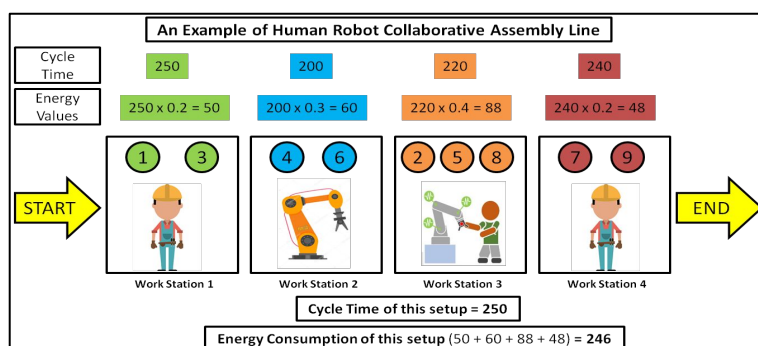 An Example of Human Robot Collaborative Assembly Line
Cycle Time
250
200
220
240
Energy Values
250 x 0.2 = 50
200 x 0.3 = 60
220 x 0.4 = 88
240 x 0.2 = 48
1
3
4
6
2
5
8
7
9
START
END
Work Station 1
Work Station 2
Work Station 3
Work Station 4
Cycle Time of this setup = 250
Energy Consumption of this setup (50 + 60 + 88 + 48) = 246